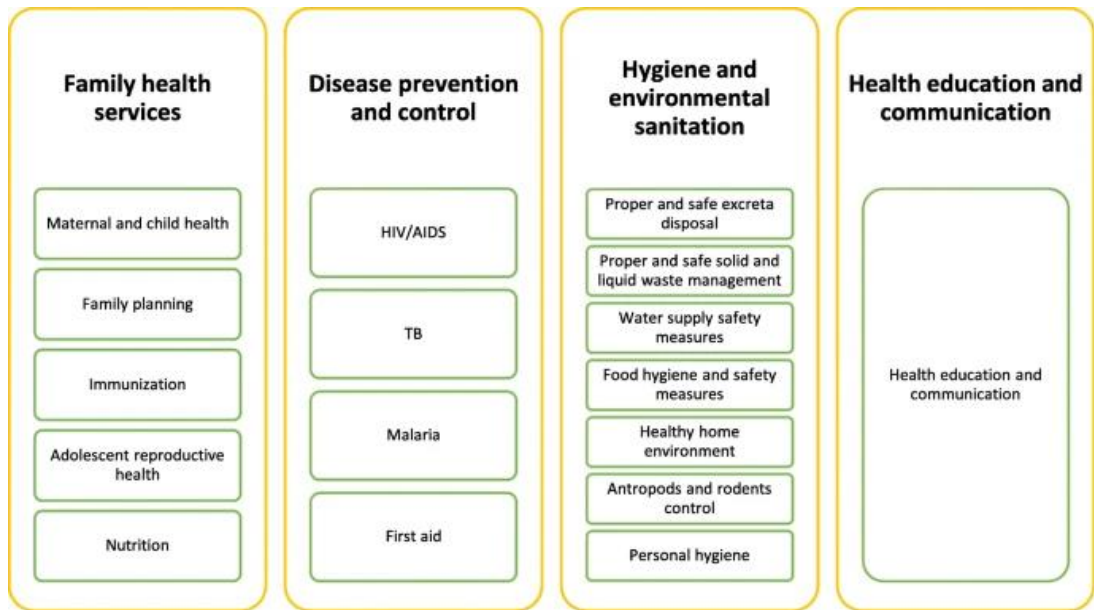 Family health
services
Maternal and child health
Family planning
Immunization
Adolescent reproductive
health
Nutrition
Disease prevention
and control
HIV/AIDS
TB
Malaria
First aid
Hygiene and
environmental
sanitation
Proper and safe excreta
disposal
Proper and safe solid and
liquid waste management
Water supply safety
measures
Food hygiene and safety
measures
Healthy home
environment
Antropods and rodents
control
Personal hygiene
Health education and
communication
Health education and
communication